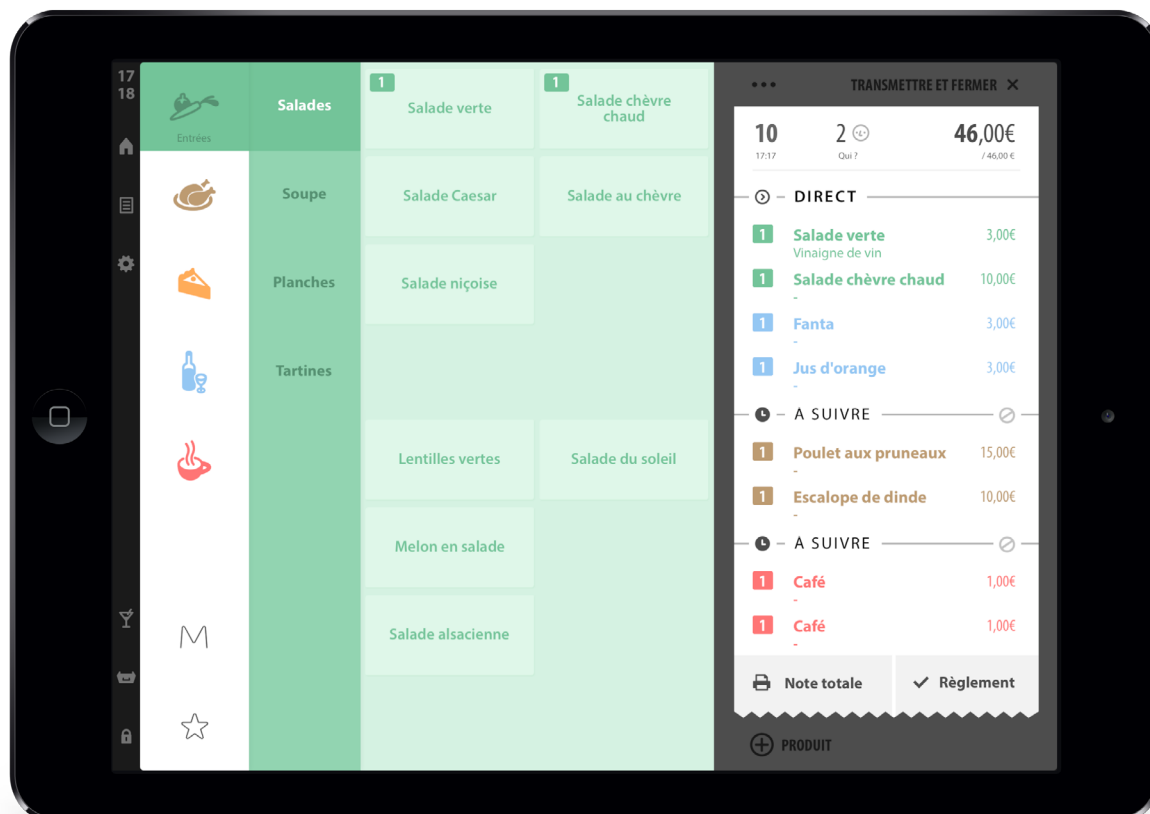 17
18
Entrées
Salades
Soupe
Planches
Tartines
M
1
Salade verte
1
Salade chèvre
chaud
Salade Caesar
Salade au chèvre
Salade niçoise
Lentilles vertes
Salade du soleil
Melon en salade
Salade alsacienne
••• TRANSMETTRE ET FERMER ×
10 2 46,00€
17:17 Qui ? / 46,00 €
DIRECT
1 Salade verte 3,00€
Vinaigne de vin
1 Salade chèvre chaud 10,00€
-
1 Fanta 3,00€
-
1 Jus d'orange 3,00€
-
A SUIVRE
1 Poulet aux pruneaux 15,00€
-
1 Escalope de dinde 10,00€
-
A SUIVRE
1 Café 1,00€
-
1 Café 1,00€
-
Note totale
Règlement
PRODUIT